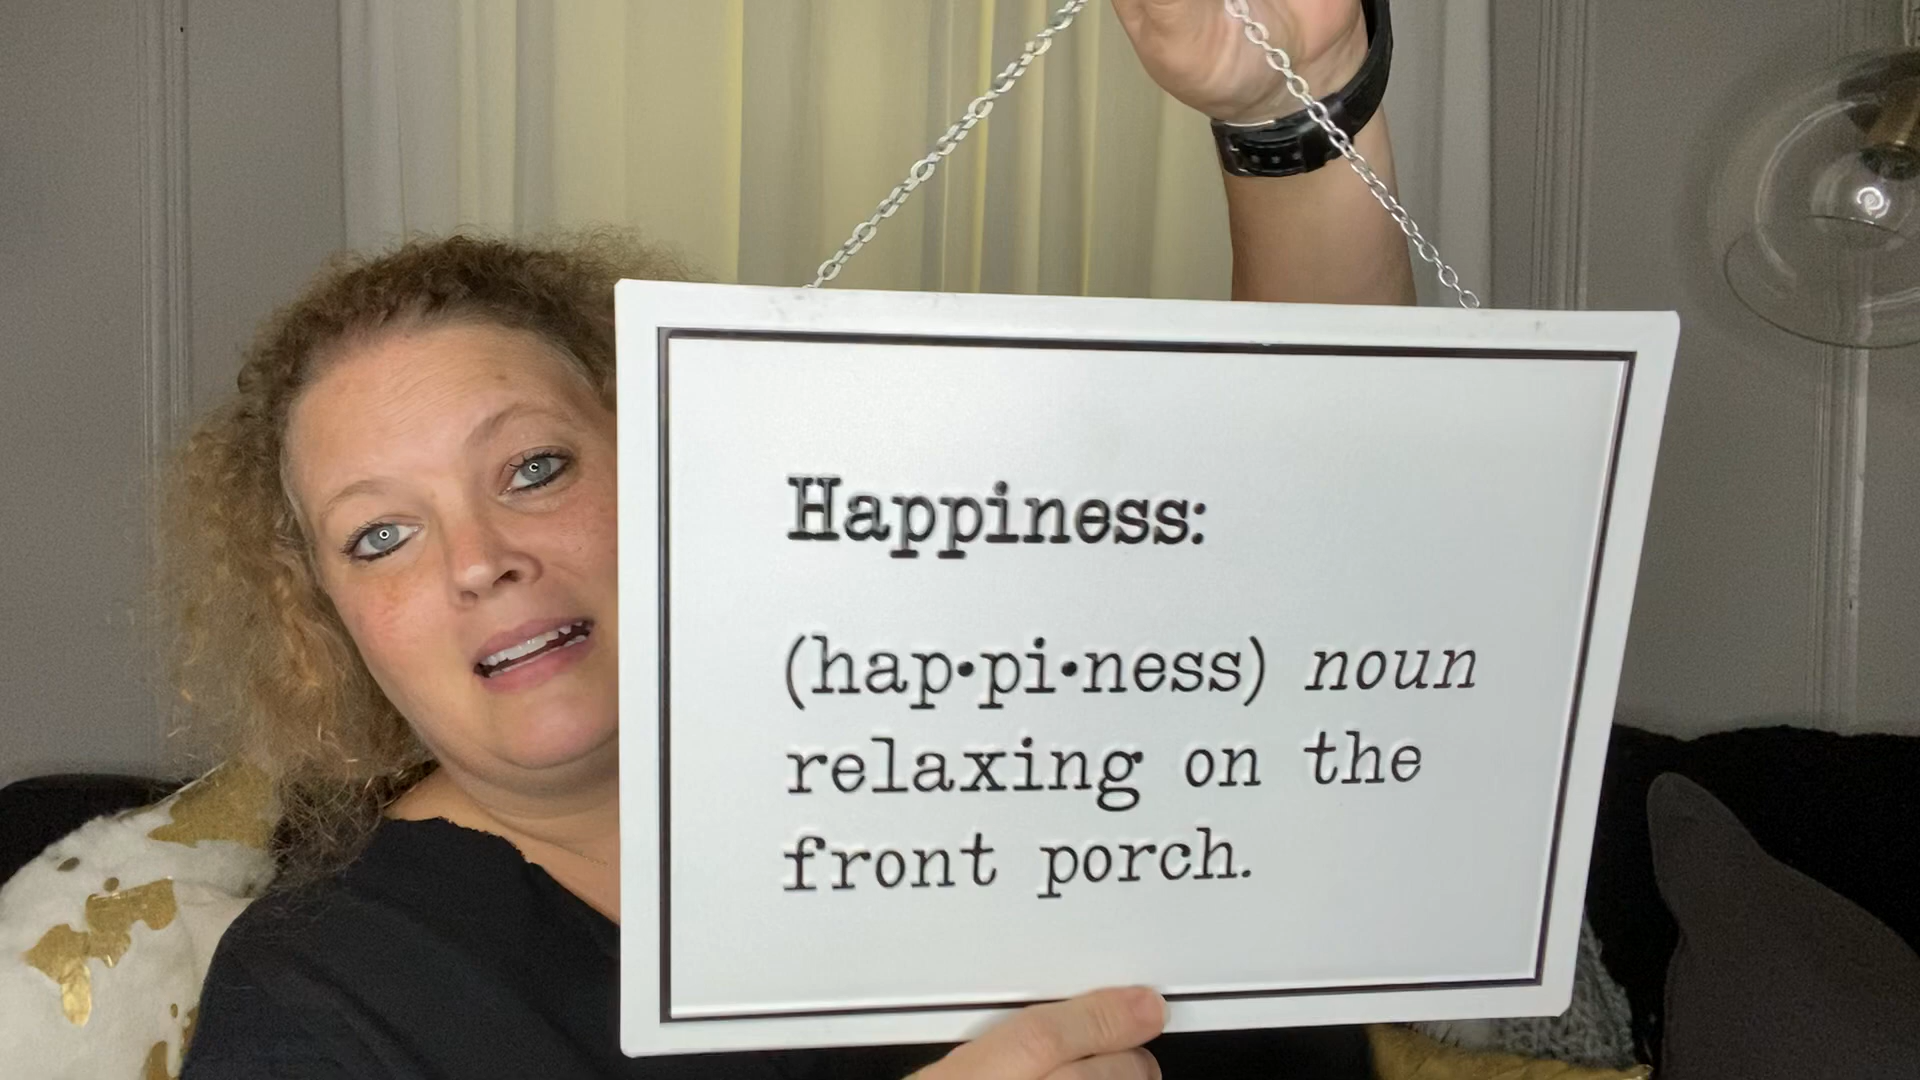 Happiness:
(hap•pi•ness) noun
relaxing on the
front porch.